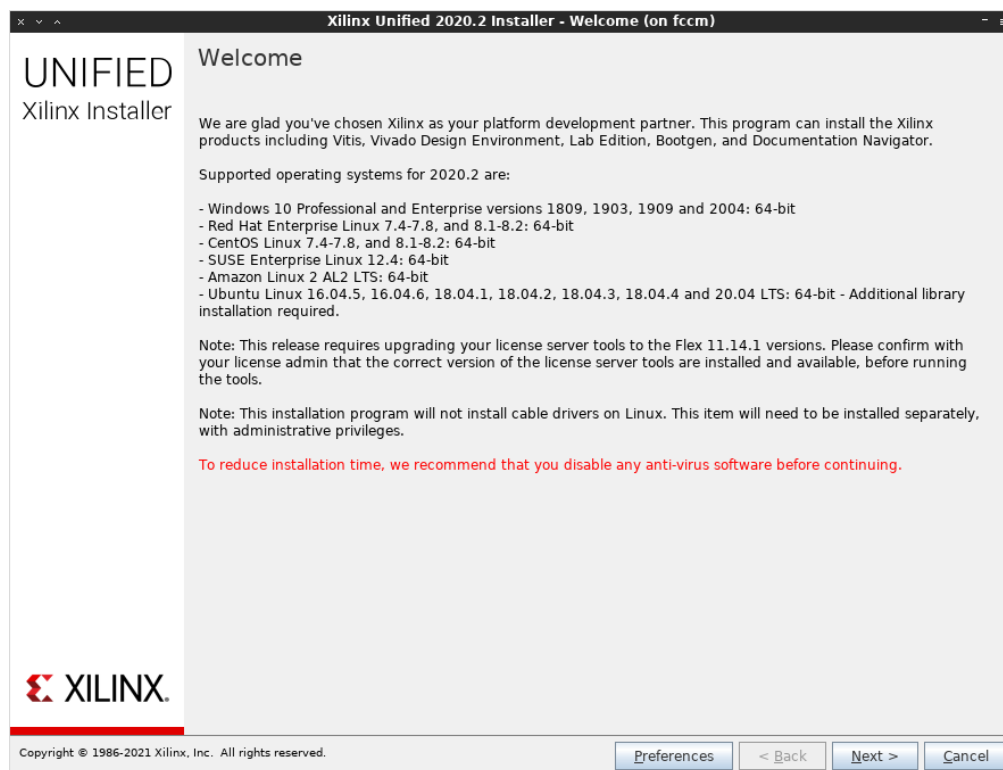 Xilinx Unified 2020.2 Installer - Welcome (on fccm)
UNIFIED
Xilinx Installer
Welcome
We are glad you've chosen Xilinx as your platform development partner. This program can install the Xilinx
products including Vitis, Vivado Design Environment, Lab Edition, Bootgen, and Documentation Navigator.
Supported operating systems for 2020.2 are:
- Windows 10 Professional and Enterprise versions 1809, 1903, 1909 and 2004: 64-bit
- Red Hat Enterprise Linux 7.4-7.8, and 8.1-8.2: 64-bit
- CentOS Linux 7.4-7.8, and 8.1-8.2: 64-bit
- SUSE Enterprise Linux 12.4: 64-bit
- Amazon Linux 2 AL2 LTS: 64-bit
- Ubuntu Linux 16.04.5, 16.04.6, 18.04.1, 18.04.2, 18.04.3, 18.04.4 and 20.04 LTS: 64-bit - Additional library
installation required.
Note: This release requires upgrading your license server tools to the Flex 11.14.1 versions. Please confirm with
your license admin that the correct version of the license server tools are installed and available, before running
the tools.
Note: This installation program will not install cable drivers on Linux. This item will need to be installed separately,
with administrative privileges.
To reduce installation time, we recommend that you disable any anti-virus software before continuing.
XILINX.
Copyright © 1986-2021 Xilinx, Inc. All rights reserved.
Preferences
< Back
Next >
Cancel